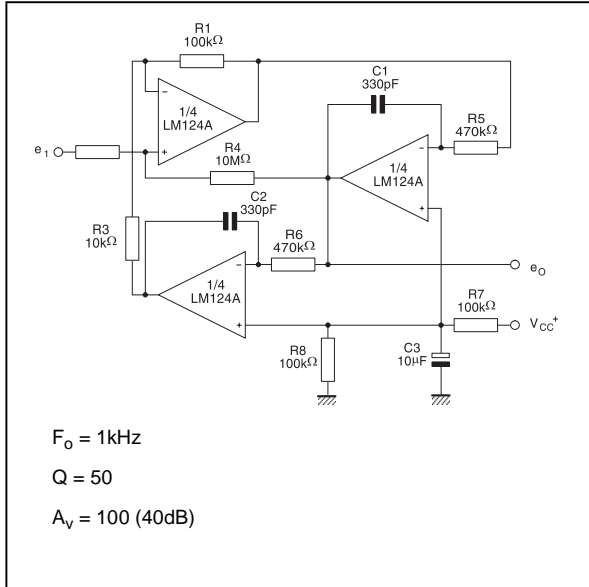 R1
100kΩ
C1
330pF
1/4
LM124A
R5
470kΩ
e1
R4
10MΩ
1/4
LM124A
C2
330pF
R3
10kΩ
R6
470kΩ
eO
1/4
LM124A
R7
100kΩ
VCC+
R8
100kΩ
C3
10µF
Fo = 1kHz
Q = 50
Av = 100 (40dB)